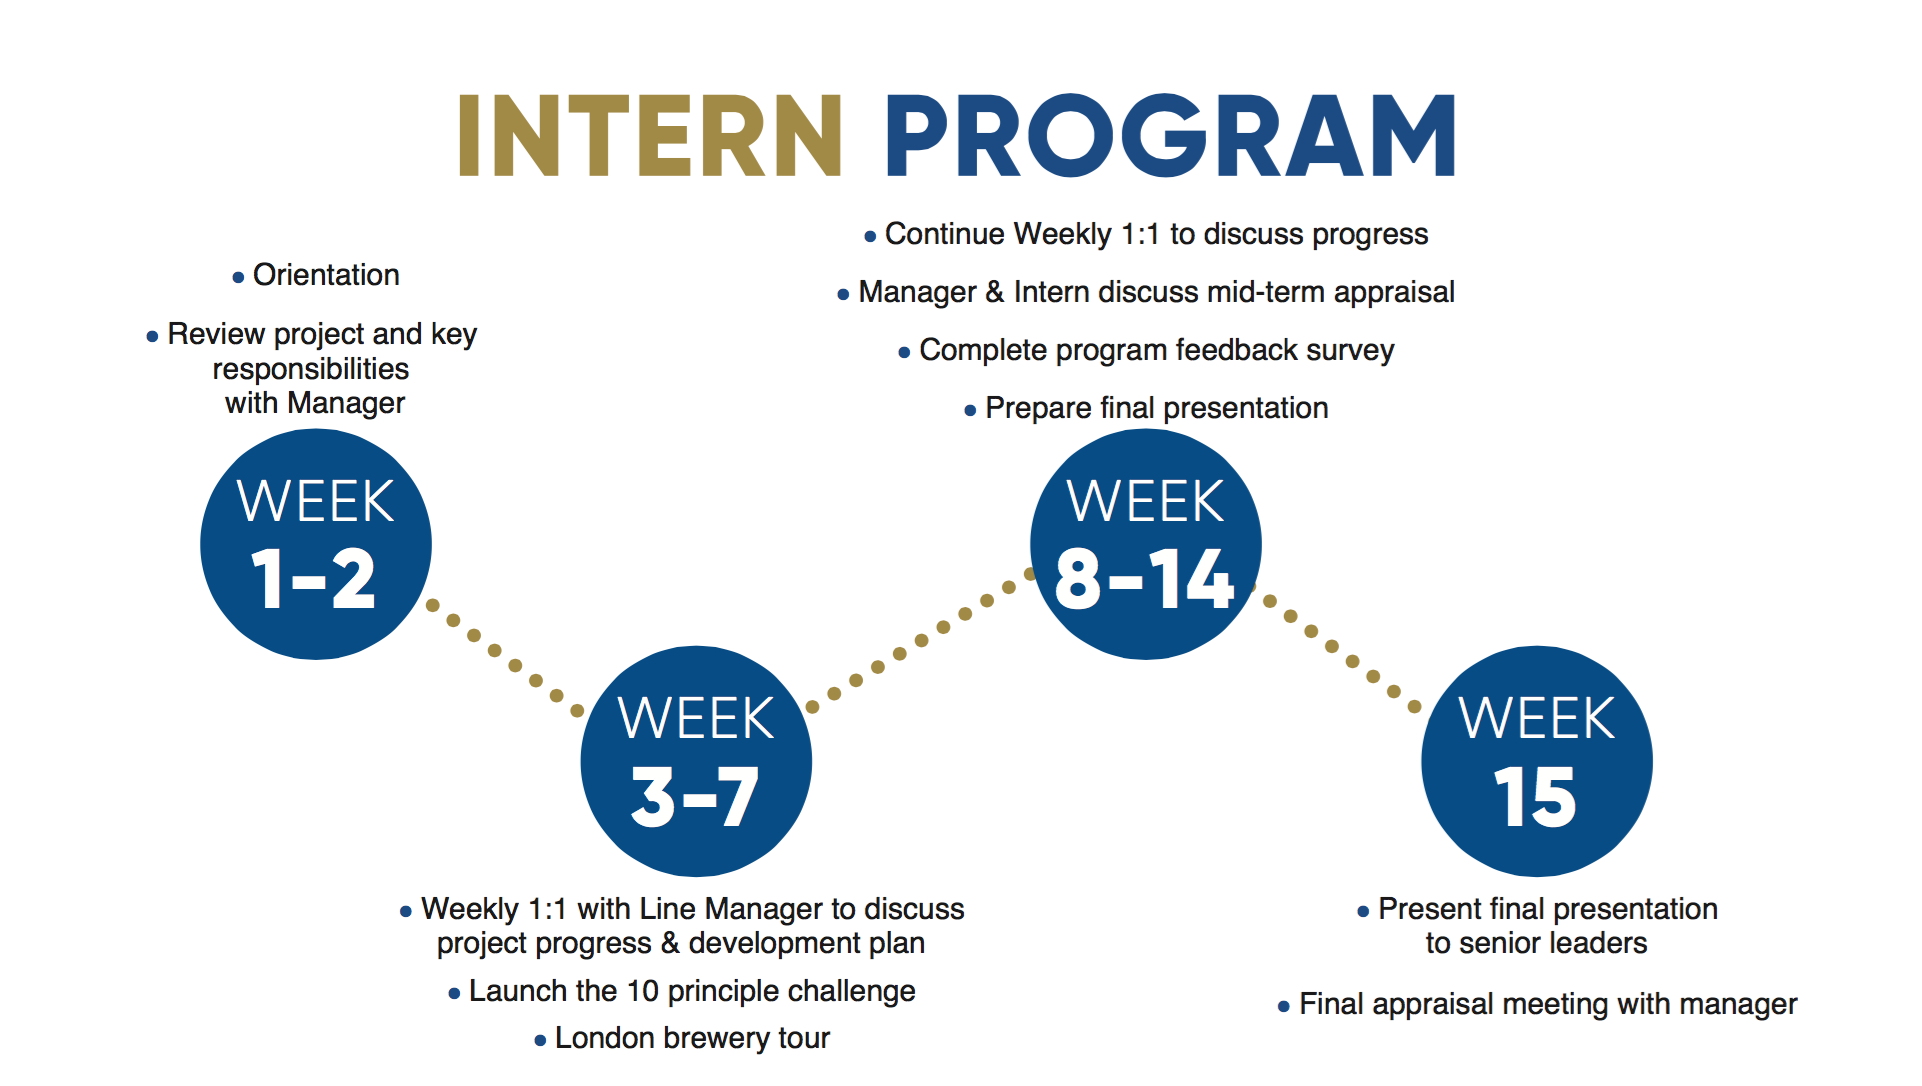 INTERN PROGRAM
• Orientation
• Review project and key
responsibilities
with Manager
WEEK
1-2
• Weekly 1:1 with Line Manager to discuss
project progress & development plan
• Launch the 10 principle challenge
• London brewery tour
WEEK
3-7
• Continue Weekly 1:1 to discuss progress
• Manager & Intern discuss mid-term appraisal
• Complete program feedback survey
• Prepare final presentation
WEEK
8-14
WEEK
15
• Present final presentation
to senior leaders
• Final appraisal meeting with manager